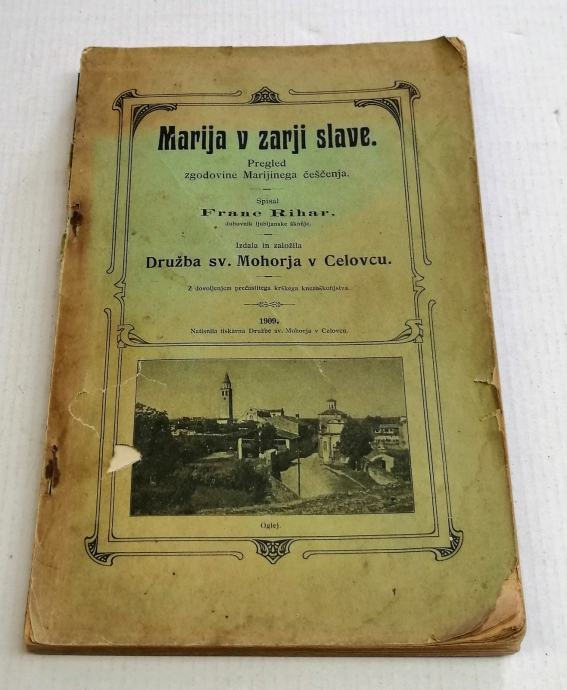 Marija v zarji slave.
Pregled
zgodovine Marijinega češčenja.
Spisal
Franc Rihar,
duhovnik ljubljanske škofije.
Izdala in založila
Družba sv. Mohorja v Celovcu.
Z dovoljenjem prečastitega krškega knezoškofijstva.
1909.
Natisnila tiskarna Družbe sv. Mohorja v Celovcu.
Oglej.